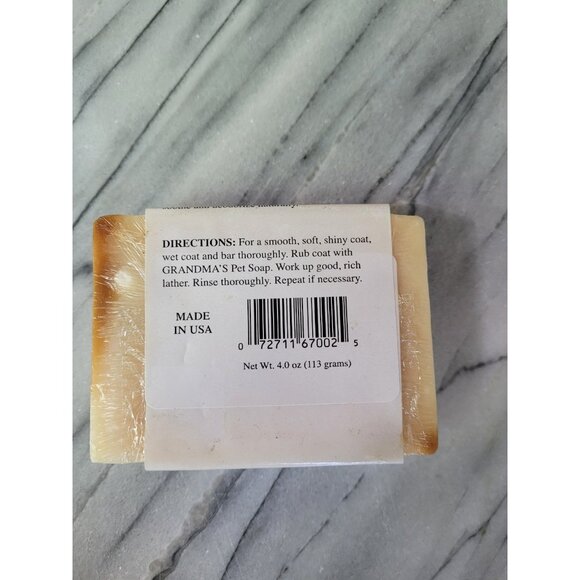 DIRECTIONS: For a smooth, soft, shiny coat,
wet coat and bar thoroughly. Rub coat with
GRANDMA'S Pet Soap. Work up good, rich
lather. Rinse thoroughly. Repeat if necessary.
MADE
IN USA
0 72711 67002 5
Net Wt. 4.0 oz (113 grams)